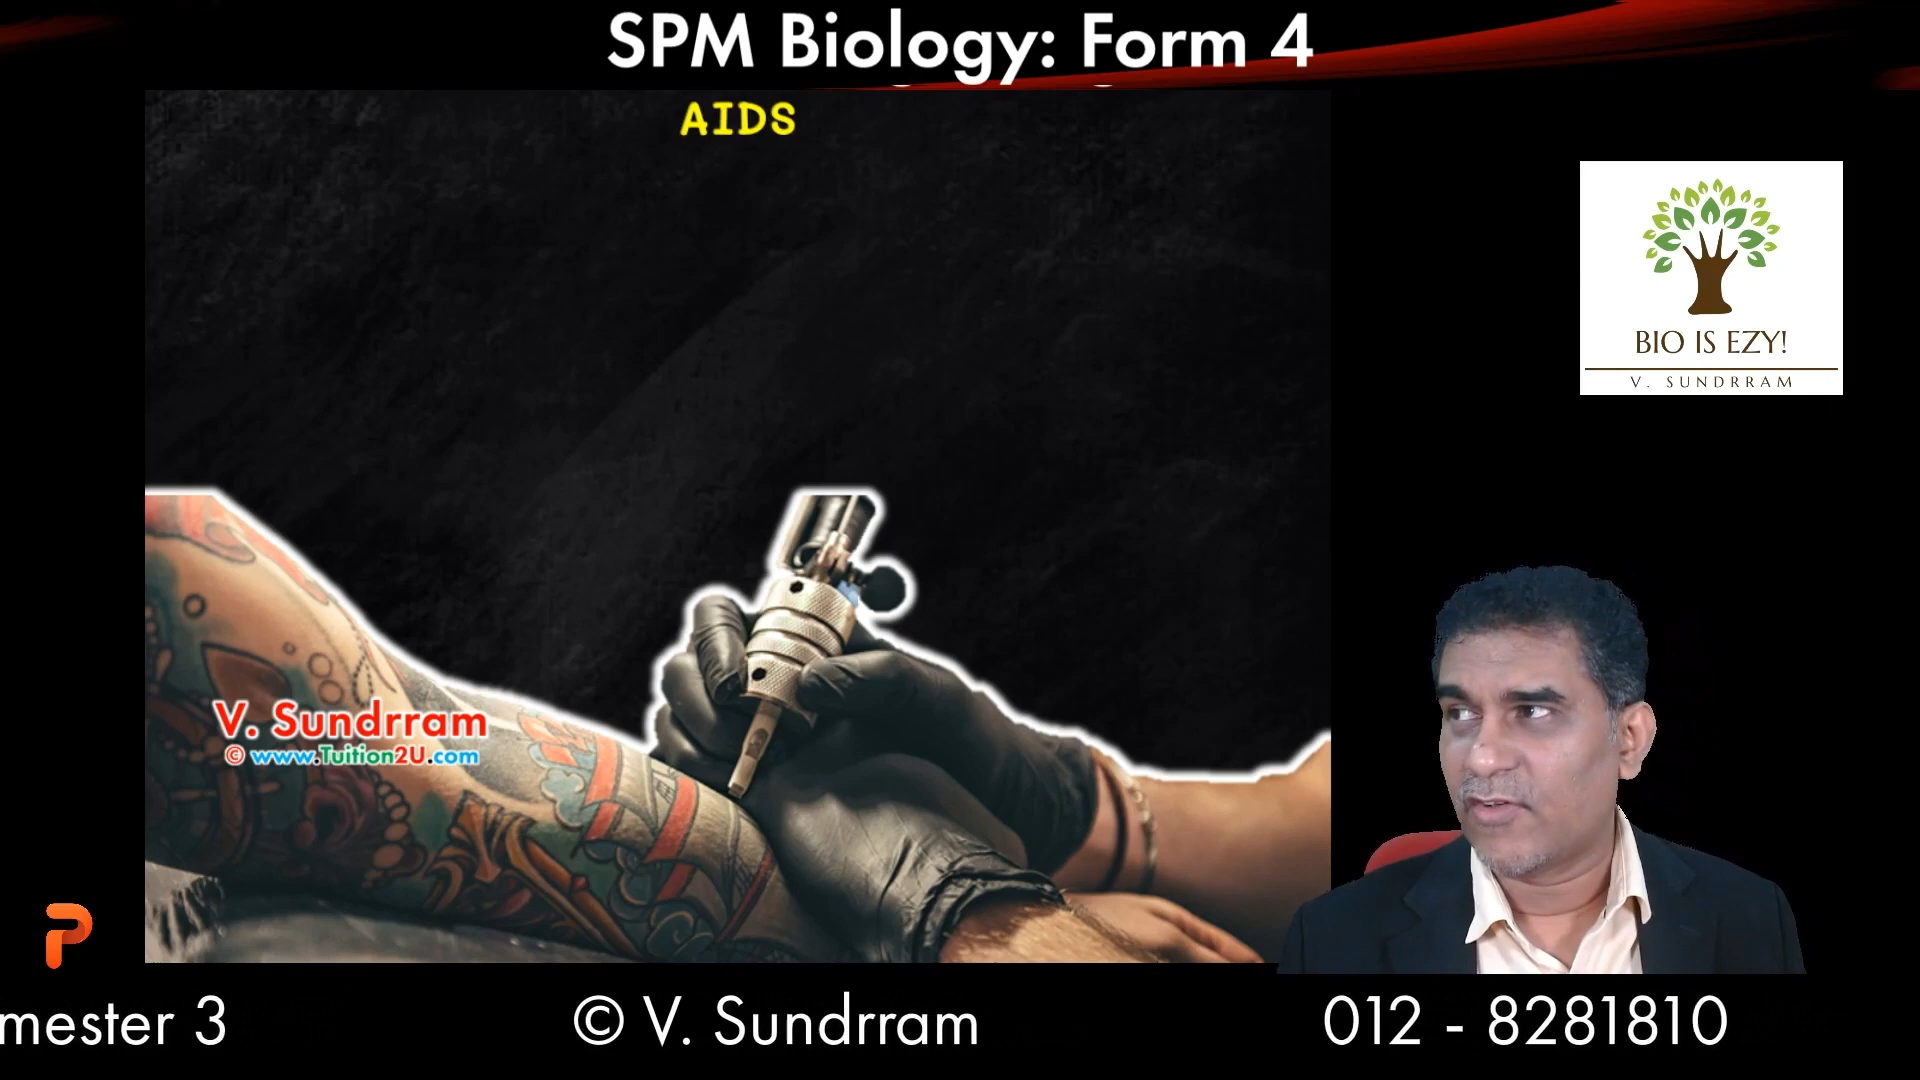 SPM Biology: Form 4
AIDS
BIO IS EZY!
V. SUNDRRAM
V. Sundrram
© www.Tuition2U.com
mester 3
© V. Sundrram
012 - 8281810